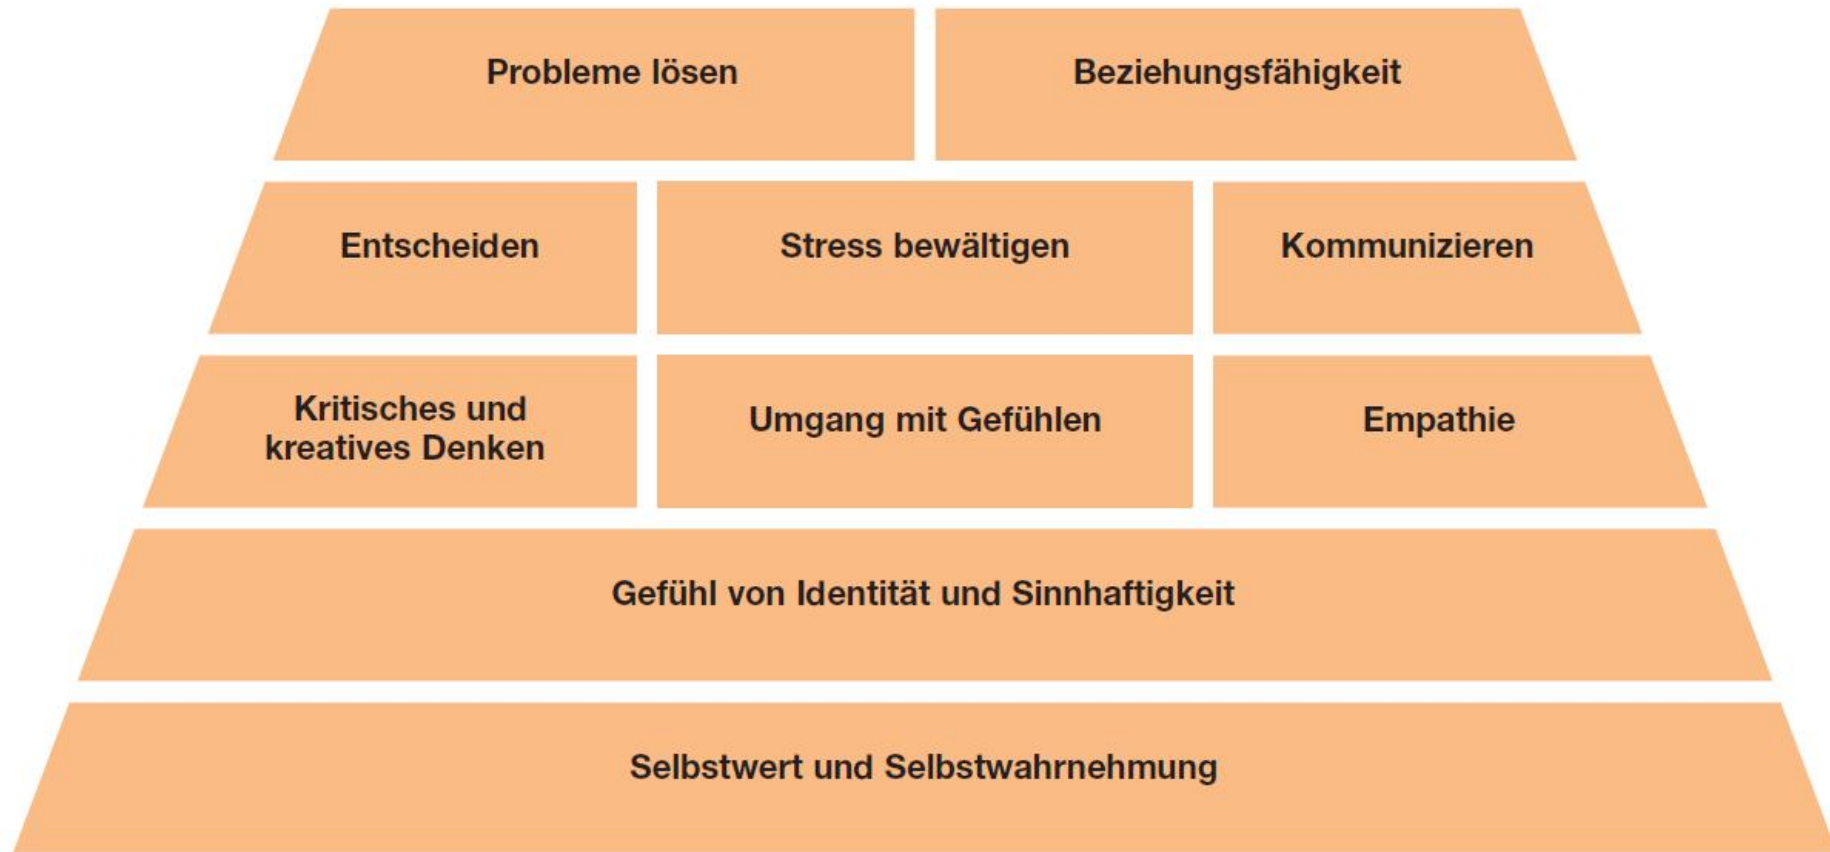 Probleme lösen
Beziehungsfähigkeit
Entscheiden
Stress bewältigen
Kommunizieren
Kritisches und
kreatives Denken
Umgang mit Gefühlen
Empathie
Gefühl von Identität und Sinnhaftigkeit
Selbstwert und Selbstwahrnehmung